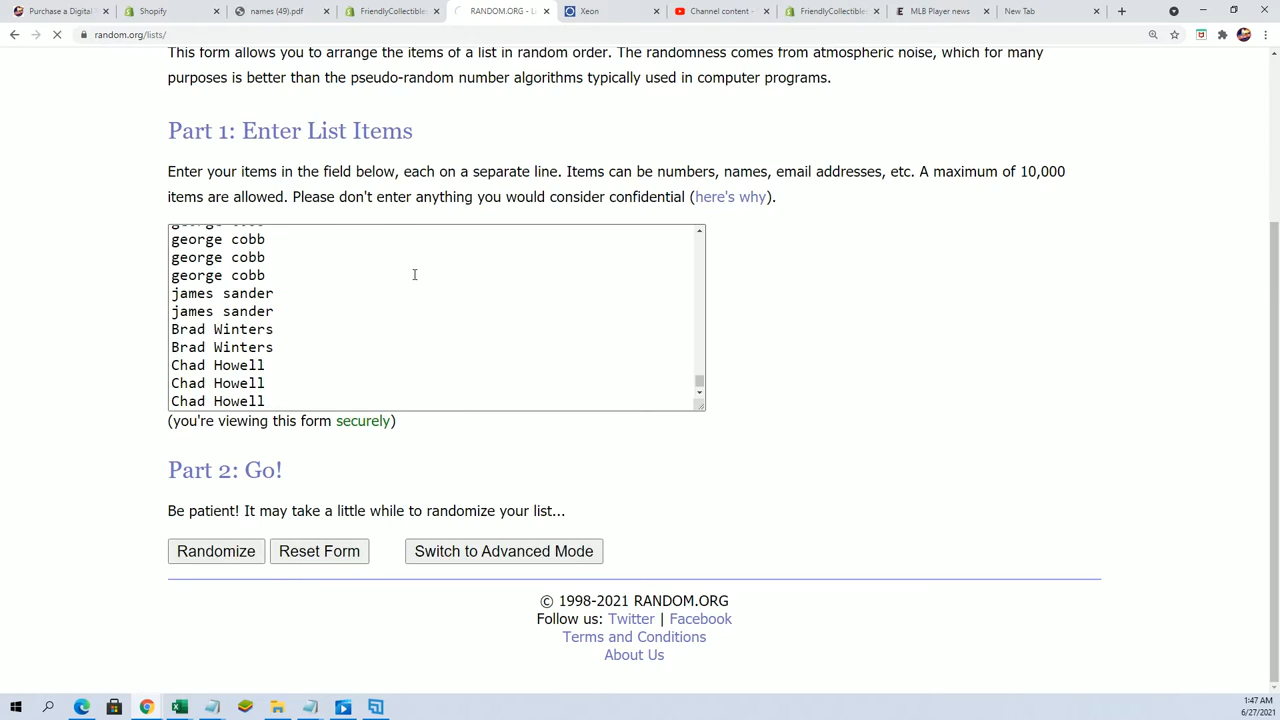 Purchase a Digital
Shopify
names (49).pdf
FriendlyCollectibles
RANDOM.ORG - Li
Xeon
Channel content -
FriendlyCollectible
MLB Player news
New Tab
random.org/lists/
This form allows you to arrange the items of a list in random order. The randomness comes from atmospheric noise, which for many
purposes is better than the pseudo-random number algorithms typically used in computer programs.
Part 1: Enter List Items
Enter your items in the field below, each on a separate line. Items can be numbers, names, email addresses, etc. A maximum of 10,000
items are allowed. Please don't enter anything you would consider confidential (here's why).
george cobb
george cobb
george cobb
james sander
james sander
Brad Winters
Brad Winters
Chad Howell
Chad Howell
Chad Howell
(you're viewing this form securely)
Part 2: Go!
Be patient! It may take a little while to randomize your list...
Randomize
Reset Form
Switch to Advanced Mode
© 1998-2021 RANDOM.ORG
Follow us: Twitter | Facebook
Terms and Conditions
About Us
1:47 AM
6/27/2021